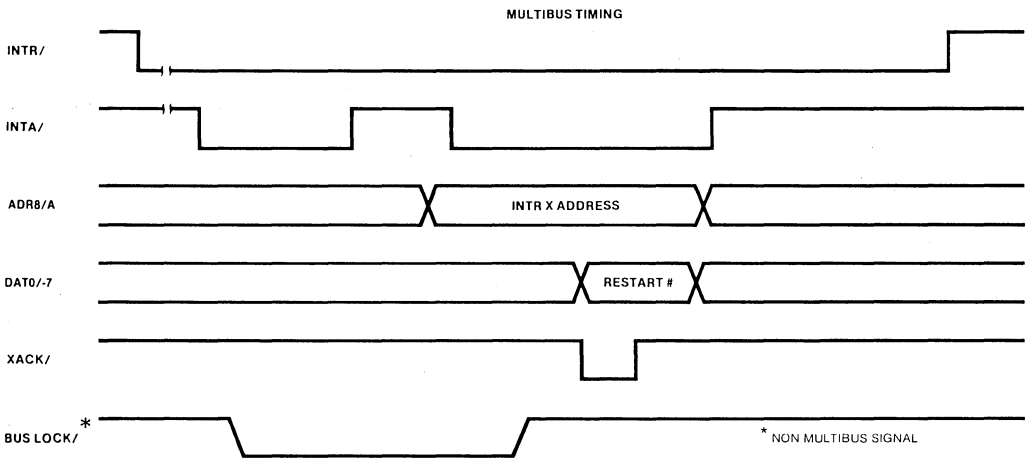 MULTIBUS TIMING
INTR/
INTA/
ADR8/A
INTR X ADDRESS
DAT0/-7
RESTART #
XACK/
BUS LOCK/ *
* NON MULTIBUS SIGNAL